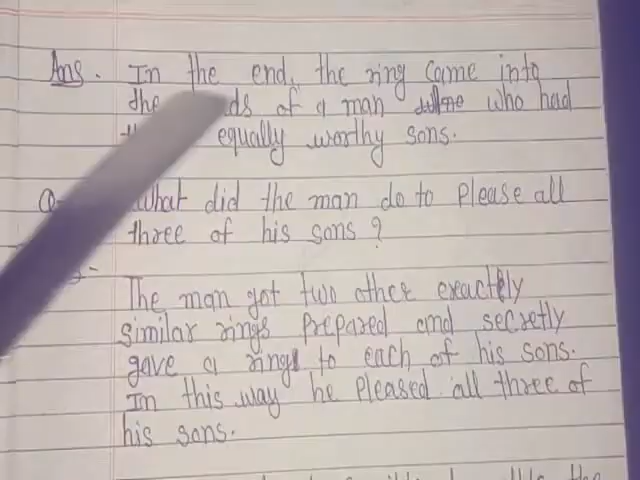 Ans. In the end, the ring came into
the ds of a man who had
equally worthy sons.
Q What did the man do to please all
three of his sons ?
The man got two other exactely
similar rings prepared and secretly
gave a ring to each of his sons.
In this way he pleased all three of
his sons.